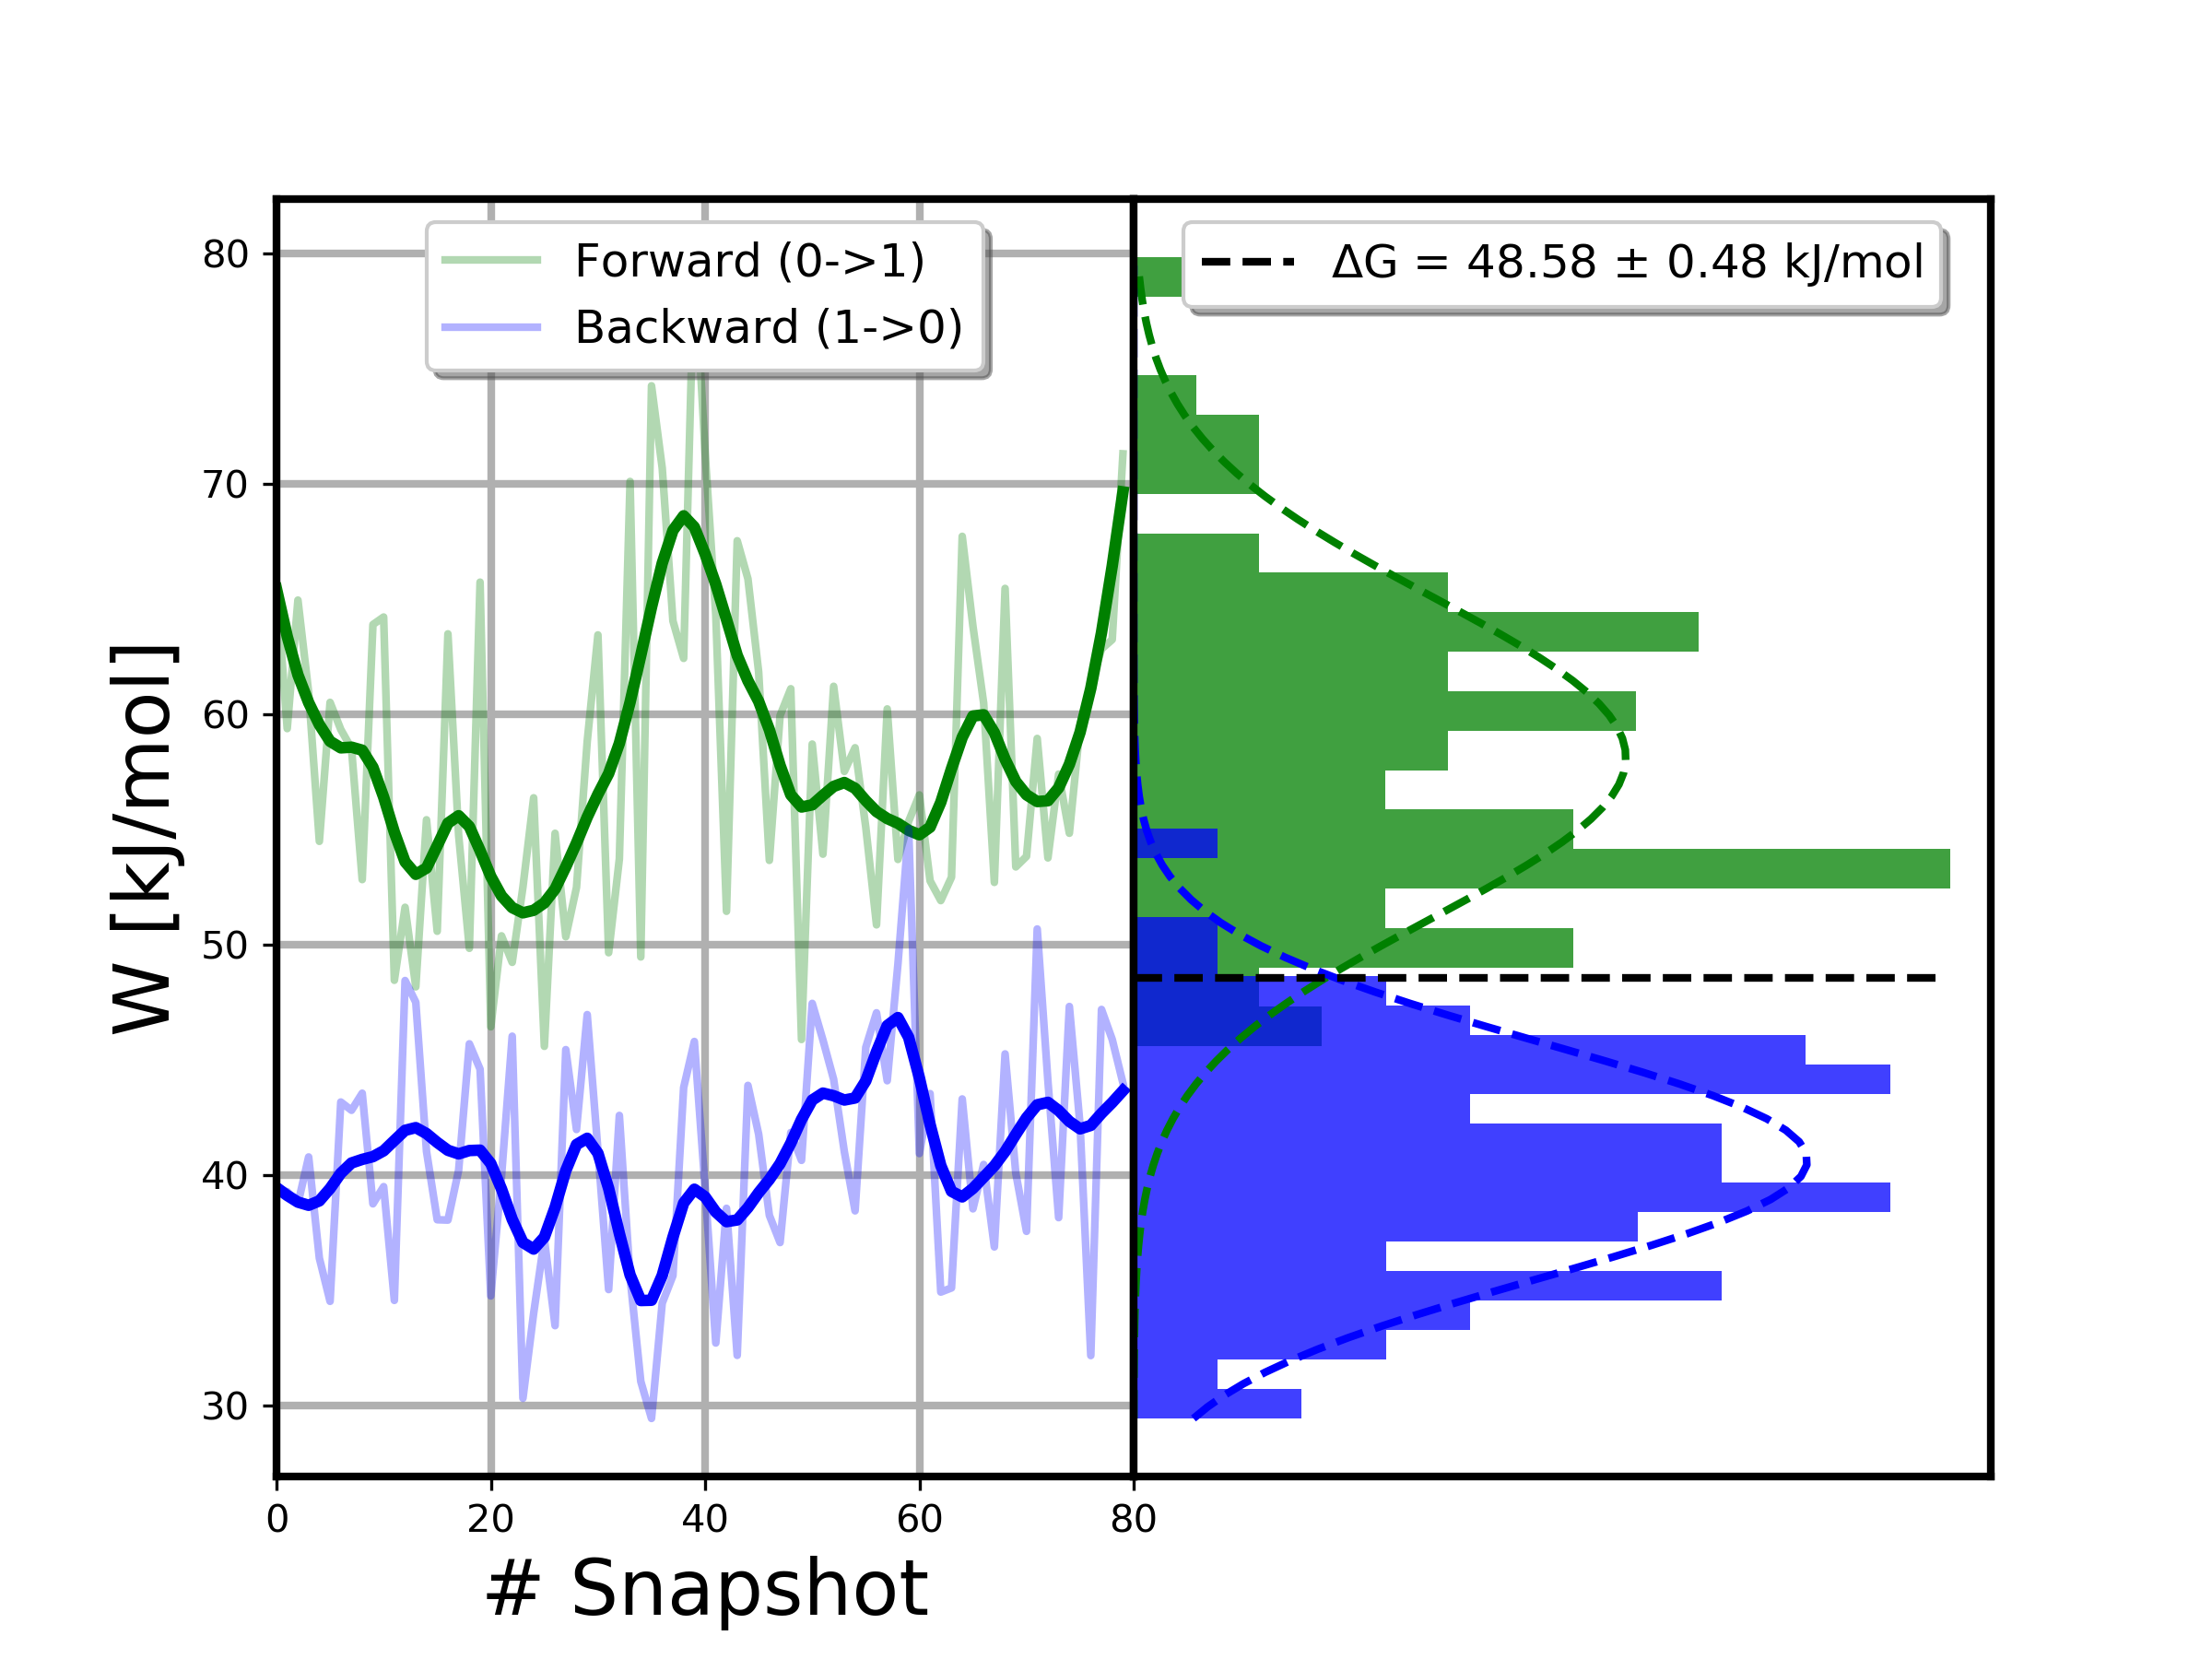 Forward (0->1)
Backward (1->0)
ΔG = 48.58 ± 0.48 kJ/mol
80
70
60
50
40
30
W [kJ/mol]
0 20 40 60 80
# Snapshot